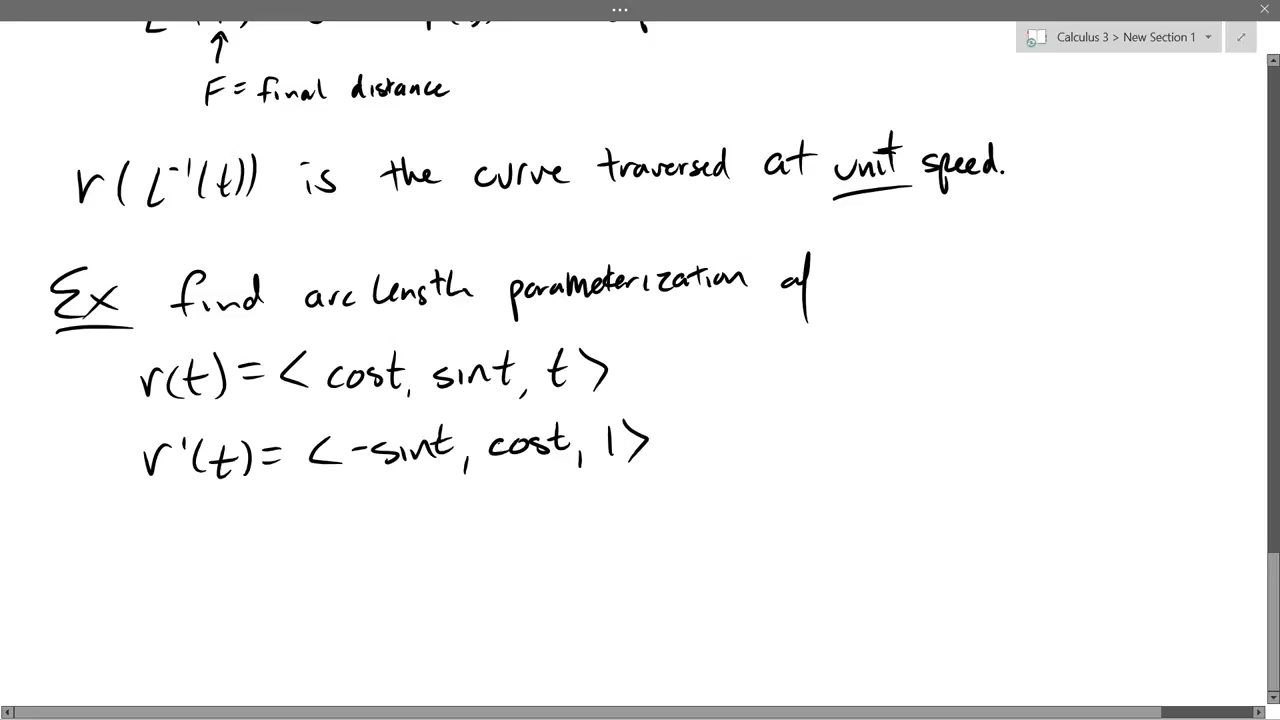 Calculus 3 > New Section 1
F = final distance
r(L⁻¹(t)) is the curve traversed at unit speed.
Ex find arc length parameterization of
r(t) = < cost, sint, t >
r'(t) = < -sint, cost, 1 >